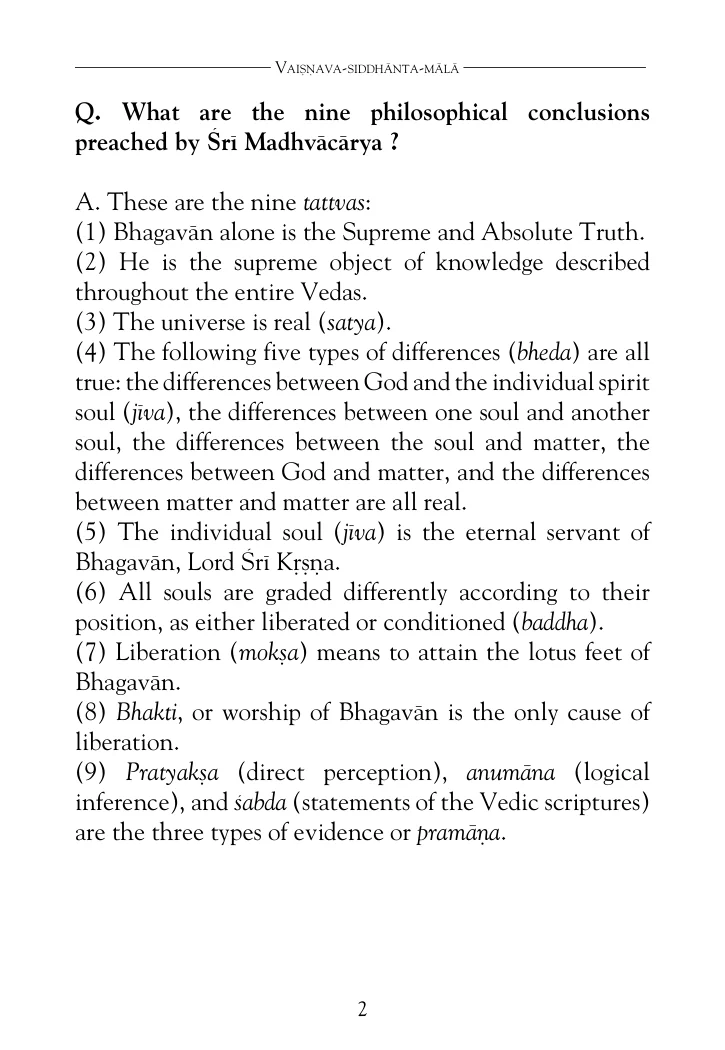 Vaiṣṇava-siddhānta-mālā
Q. What are the nine philosophical conclusions
preached by Śrī Madhvācārya ?
A. These are the nine tattvas:
(1) Bhagavān alone is the Supreme and Absolute Truth.
(2) He is the supreme object of knowledge described
throughout the entire Vedas.
(3) The universe is real (satya).
(4) The following five types of differences (bheda) are all
true: the differences between God and the individual spirit
soul (jīva), the differences between one soul and another
soul, the differences between the soul and matter, the
differences between God and matter, and the differences
between matter and matter are all real.
(5) The individual soul (jīva) is the eternal servant of
Bhagavān, Lord Śrī Kṛṣṇa.
(6) All souls are graded differently according to their
position, as either liberated or conditioned (baddha).
(7) Liberation (mokṣa) means to attain the lotus feet of
Bhagavān.
(8) Bhakti, or worship of Bhagavān is the only cause of
liberation.
(9) Pratyakṣa (direct perception), anumāna (logical
inference), and śabda (statements of the Vedic scriptures)
are the three types of evidence or pramāṇa.
2